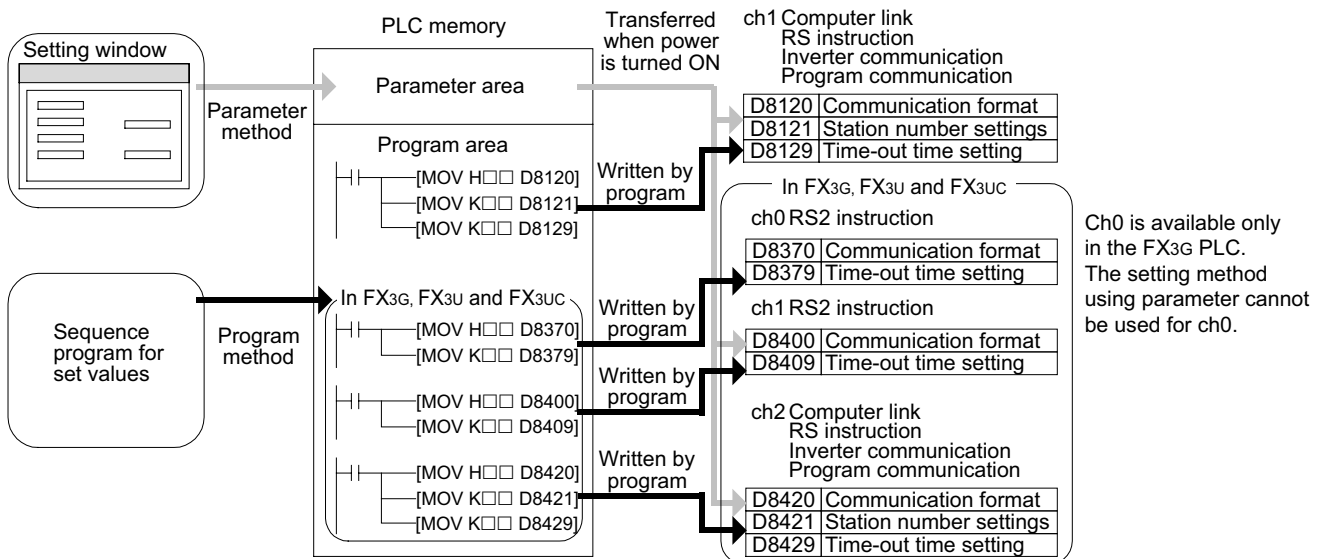 Setting window
Parameter
method
Sequence
program for
set values
Program
method
PLC memory
Parameter area
Program area
[MOV H□□ D8120]
[MOV K□□ D8121]
[MOV K□□ D8129]
In FX3G, FX3U and FX3UC
[MOV H□□ D8370]
[MOV K□□ D8379]
[MOV H□□ D8400]
[MOV K□□ D8409]
[MOV H□□ D8420]
[MOV K□□ D8421]
[MOV K□□ D8429]
Transferred
when power
is turned ON
Written by
program
Written by
program
Written by
program
Written by
program
ch1 Computer link
RS instruction
Inverter communication
Program communication
D8120 Communication format
D8121 Station number settings
D8129 Time-out time setting
In FX3G, FX3U and FX3UC
ch0 RS2 instruction
D8370 Communication format
D8379 Time-out time setting
ch1 RS2 instruction
D8400 Communication format
D8409 Time-out time setting
ch2 Computer link
RS instruction
Inverter communication
Program communication
D8420 Communication format
D8421 Station number settings
D8429 Time-out time setting
Ch0 is available only
in the FX3G PLC.
The setting method
using parameter cannot
be used for ch0.